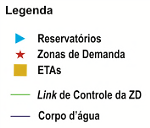 Legenda
Reservatórios
Zonas de Demanda
ETAs
Link de Controle da ZD
Corpo d'água